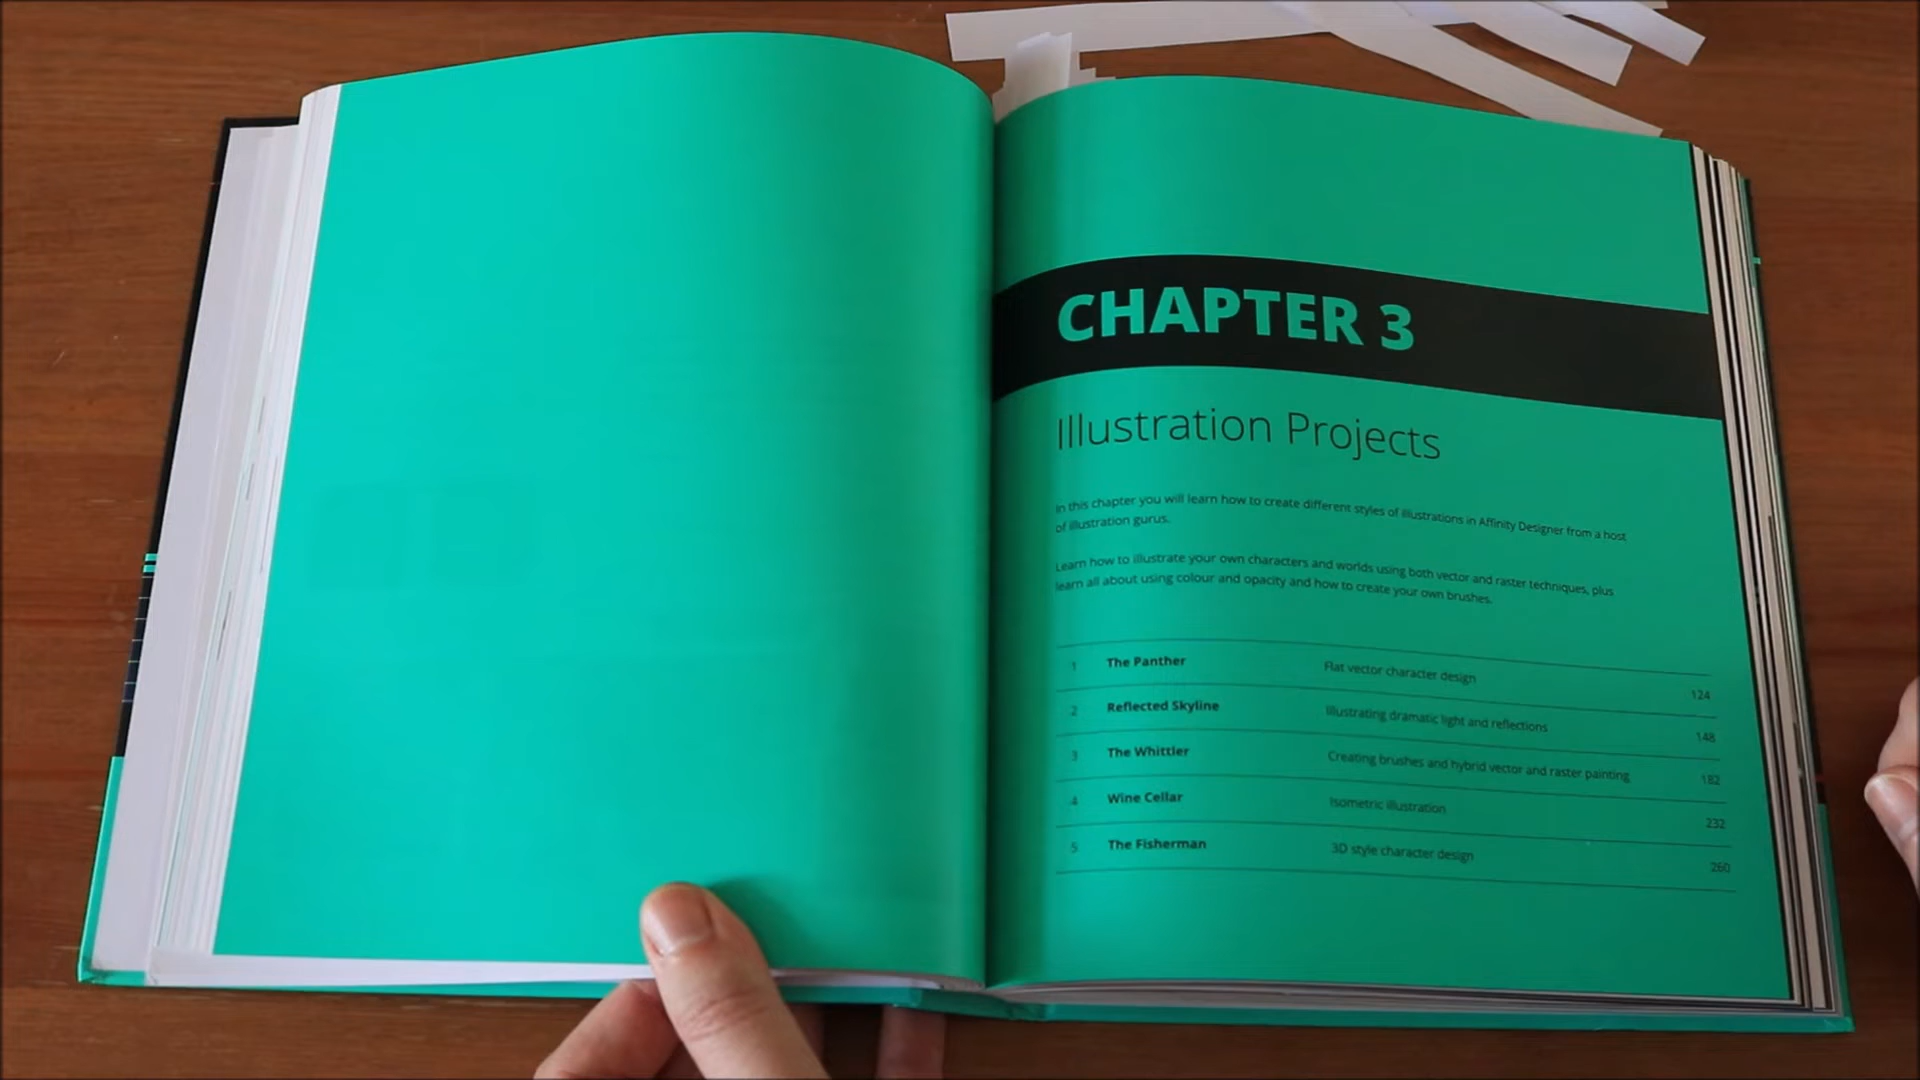 CHAPTER 3
Illustration Projects
In this chapter you will learn how to create different styles of illustrations in Affinity Designer from a host
of illustration gurus.
Learn how to illustrate your own characters and worlds using both vector and raster techniques, plus
learn all about using colour and opacity and how to create your own brushes.
1 The Panther Flat vector character design 124
2 Reflected Skyline Illustrating dramatic light and reflections 148
3 The Whittler Creating brushes and hybrid vector and raster painting 182
4 Wine Cellar Isometric illustration 232
5 The Fisherman 3D style character design 260